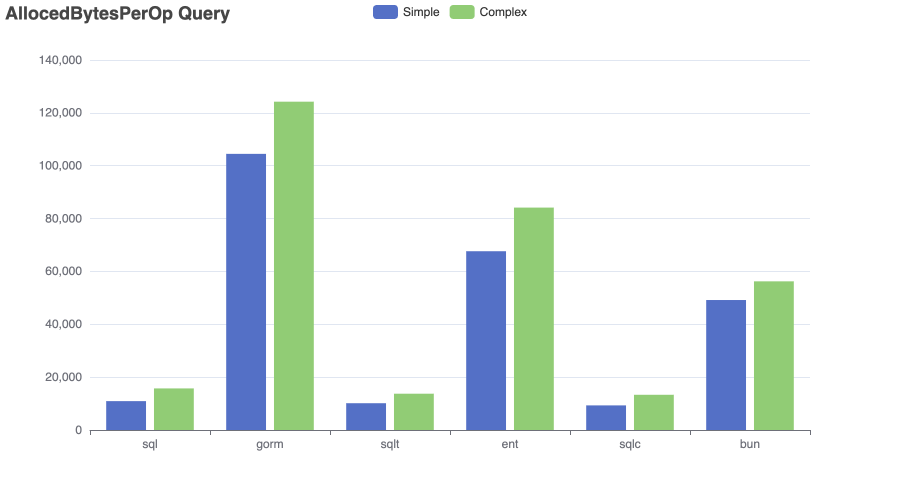 AllocedBytesPerOp Query
Simple Complex
140,000
120,000
100,000
80,000
60,000
40,000
20,000
0
sql gorm sqlt ent sqlc bun